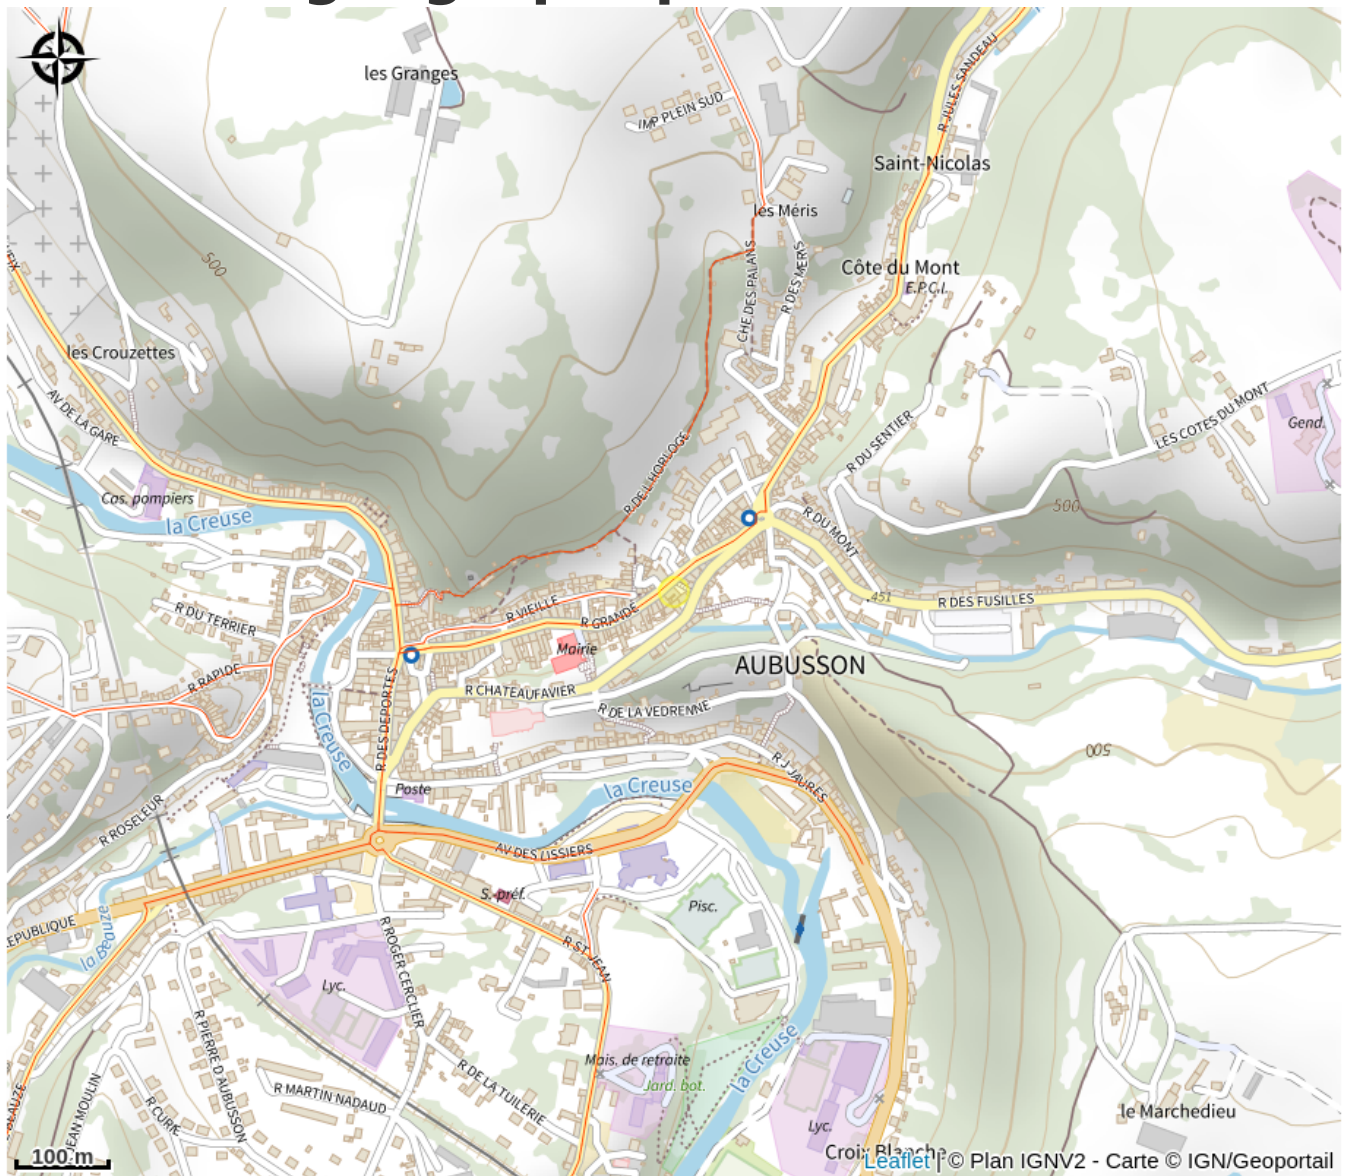 les Granges
IMP PLEIN SUD
R JULES SANDEAU
Saint-Nicolas
les Méris
500
CHE DES PALANS
R DES MERIS
Côte du Mont
E.P.C.I.
les Crouzettes
AV DE LA GARE
LES COTES DU MONT
Gend.
R DU SENTIER
R DE L'HORLOGE
Cas. pompiers
la Creuse
500
R DU MONT
R DU TERRIER
R VIEILLE
R GRANDE
.451
R DES FUSILLES
Mairie
AUBUSSON
R RAPIDE
R CHATEAUFAVIER
la Creuse
R DES DEPORTES
R DE LA VEDRENNE
500
R J JAURES
Poste
la Creuse
R ROSELEUR
AV DES LISSIERS
S.-préf.
Pisc.
REPUBLIQUE
la Beauze
R ROGER CERCLIER
R ST JEAN
Lyc.
R PIERRE D AUBUSSON
Mais. de retraite
Jard. bot.
la Creuse
R DE LA TUILERIE
R MARTIN NADAUD
R CURIE
JEAN MOULIN
le Marchedieu
Lyc.
Croix Blanche
100 m
Leaflet | © Plan IGNV2 - Carte © IGN/Geoportail